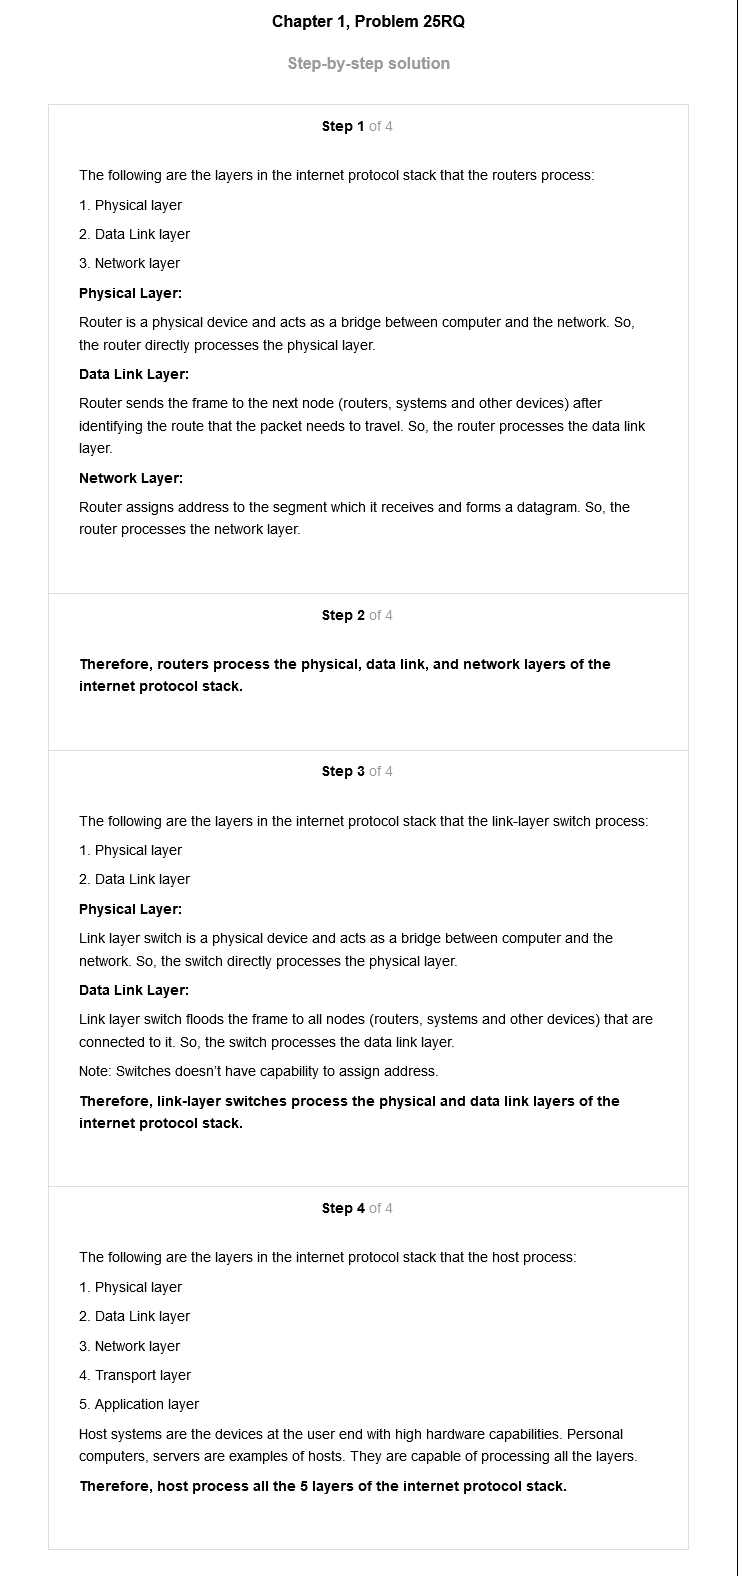 Chapter 1, Problem 25RQ
Step-by-step solution
Step 1 of 4
The following are the layers in the internet protocol stack that the routers process:
1. Physical layer
2. Data Link layer
3. Network layer
Physical Layer:
Router is a physical device and acts as a bridge between computer and the network. So,
the router directly processes the physical layer.
Data Link Layer:
Router sends the frame to the next node (routers, systems and other devices) after
identifying the route that the packet needs to travel. So, the router processes the data link
layer.
Network Layer:
Router assigns address to the segment which it receives and forms a datagram. So, the
router processes the network layer.
Step 2 of 4
Therefore, routers process the physical, data link, and network layers of the
internet protocol stack.
Step 3 of 4
The following are the layers in the internet protocol stack that the link-layer switch process:
1. Physical layer
2. Data Link layer
Physical Layer:
Link layer switch is a physical device and acts as a bridge between computer and the
network. So, the switch directly processes the physical layer.
Data Link Layer:
Link layer switch floods the frame to all nodes (routers, systems and other devices) that are
connected to it. So, the switch processes the data link layer.
Note: Switches doesn't have capability to assign address.
Therefore, link-layer switches process the physical and data link layers of the
internet protocol stack.
Step 4 of 4
The following are the layers in the internet protocol stack that the host process:
1. Physical layer
2. Data Link layer
3. Network layer
4. Transport layer
5. Application layer
Host systems are the devices at the user end with high hardware capabilities. Personal
computers, servers are examples of hosts. They are capable of processing all the layers.
Therefore, host process all the 5 layers of the internet protocol stack.